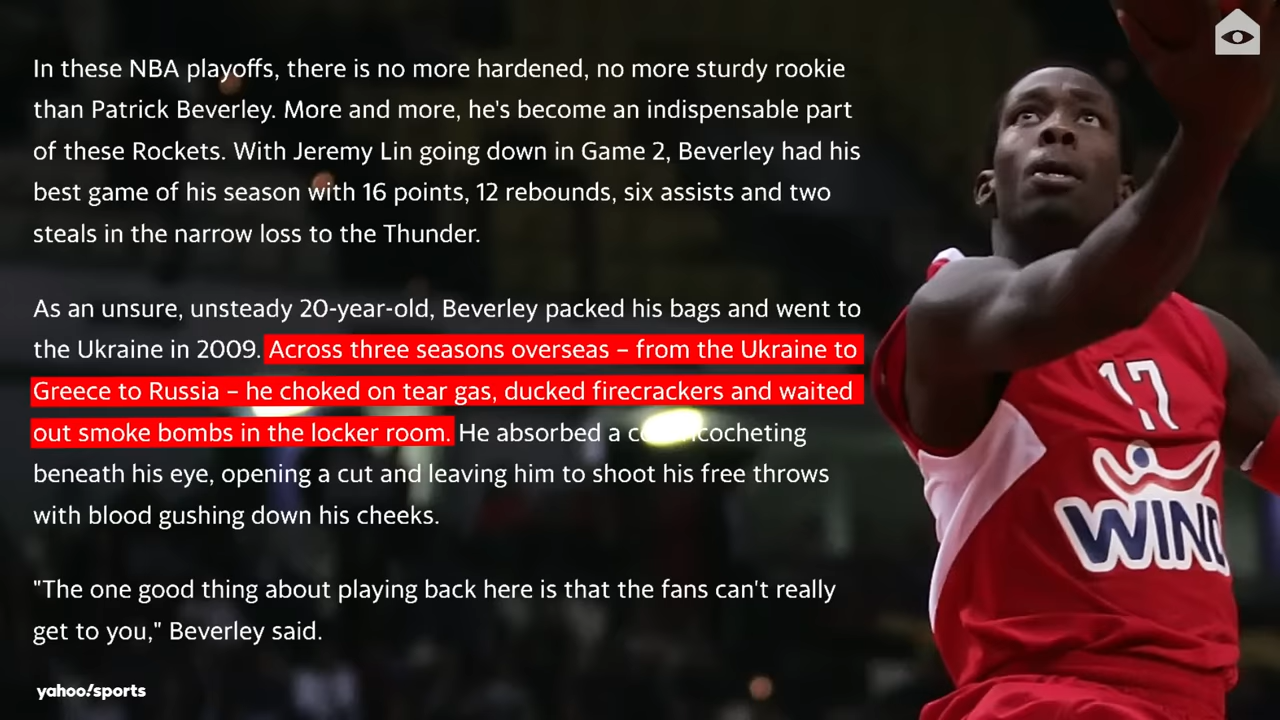 In these NBA playoffs, there is no more hardened, no more sturdy rookie
than Patrick Beverley. More and more, he's become an indispensable part
of these Rockets. With Jeremy Lin going down in Game 2, Beverley had his
best game of his season with 16 points, 12 rebounds, six assists and two
steals in the narrow loss to the Thunder.
As an unsure, unsteady 20-year-old, Beverley packed his bags and went to
the Ukraine in 2009. Across three seasons overseas – from the Ukraine to
Greece to Russia – he choked on tear gas, ducked firecrackers and waited
out smoke bombs in the locker room. He absorbed a
beneath his eye, opening a cut and leaving him to shoot his free throws
with blood gushing down his cheeks.
"The one good thing about playing back here is that the fans can't really
get to you," Beverley said.
yahoo!sports
17
WIND